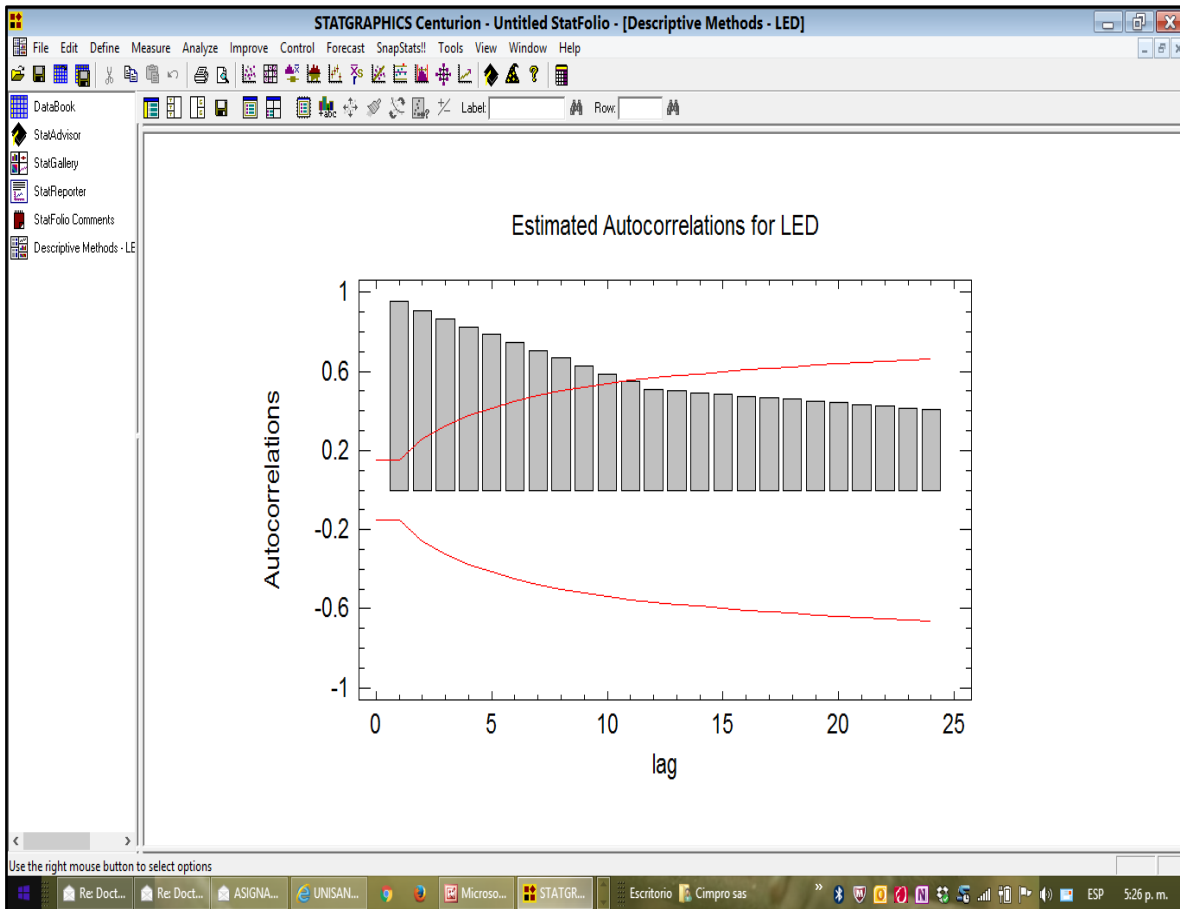 STATGRAPHICS Centurion - Untitled StatFolio - [Descriptive Methods - LED]
File Edit Define Measure Analyze Improve Control Forecast SnapStats!! Tools View Window Help
Label: Row:
DataBook
StatAdvisor
StatGallery
StatReporter
StatFolio Comments
Descriptive Methods - LE
Estimated Autocorrelations for LED
Autocorrelations
1
0.6
0.2
-0.2
-0.6
-1
0 5 10 15 20 25
lag
Use the right mouse button to select options
Re: Doct... Re: Doct... ASIGNA... UNISAN... Microso... STATGR... Escritorio Cimpro sas » ESP 5:26 p. m.